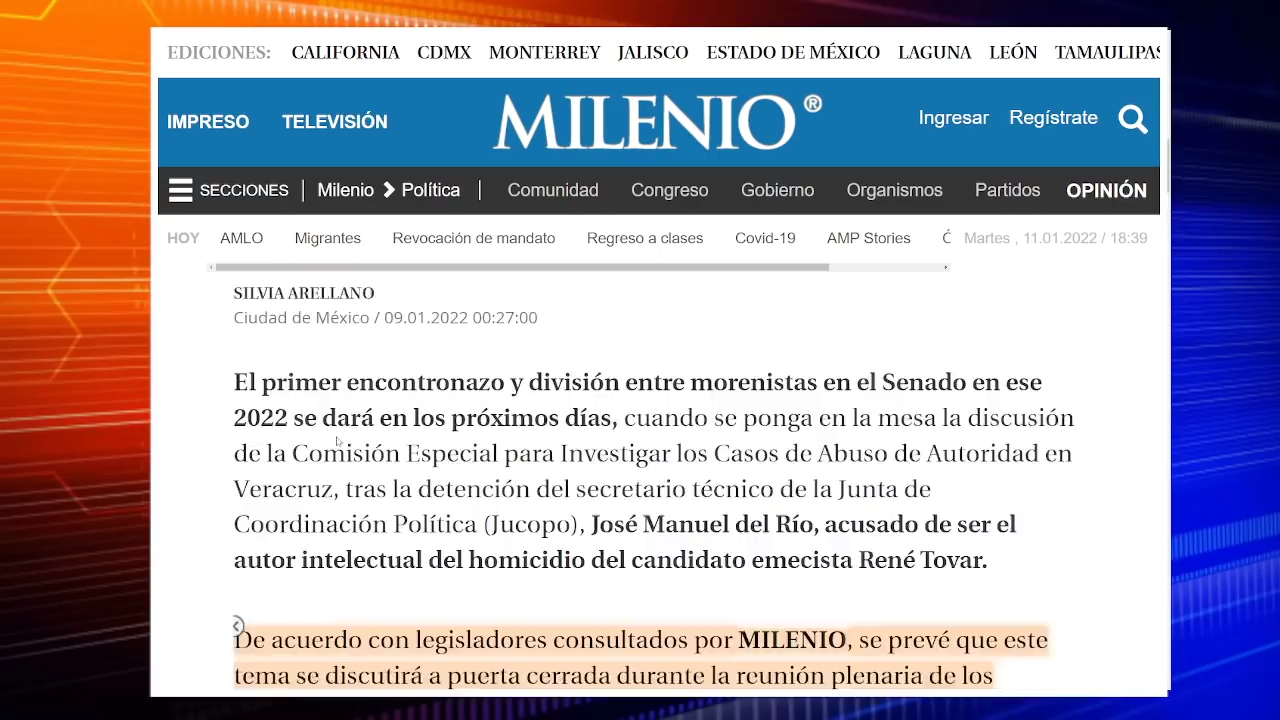 EDICIONES: CALIFORNIA CDMX MONTERREY JALISCO ESTADO DE MÉXICO LAGUNA LEÓN TAMAULIPAS
IMPRESO TELEVISIÓN MILENIO® Ingresar Regístrate
SECCIONES | Milenio Política | Comunidad Congreso Gobierno Organismos Partidos OPINIÓN
HOY AMLO Migrantes Revocación de mandato Regreso a clases Covid-19 AMP Stories Martes , 11.01.2022 / 18:39
SILVIA ARELLANO
Ciudad de México / 09.01.2022 00:27:00
El primer encontronazo y división entre morenistas en el Senado en ese
2022 se dará en los próximos días, cuando se ponga en la mesa la discusión
de la Comisión Especial para Investigar los Casos de Abuso de Autoridad en
Veracruz, tras la detención del secretario técnico de la Junta de
Coordinación Política (Jucopo), José Manuel del Río, acusado de ser el
autor intelectual del homicidio del candidato emecista René Tovar.
De acuerdo con legisladores consultados por MILENIO, se prevé que este
tema se discutirá a puerta cerrada durante la reunión plenaria de los